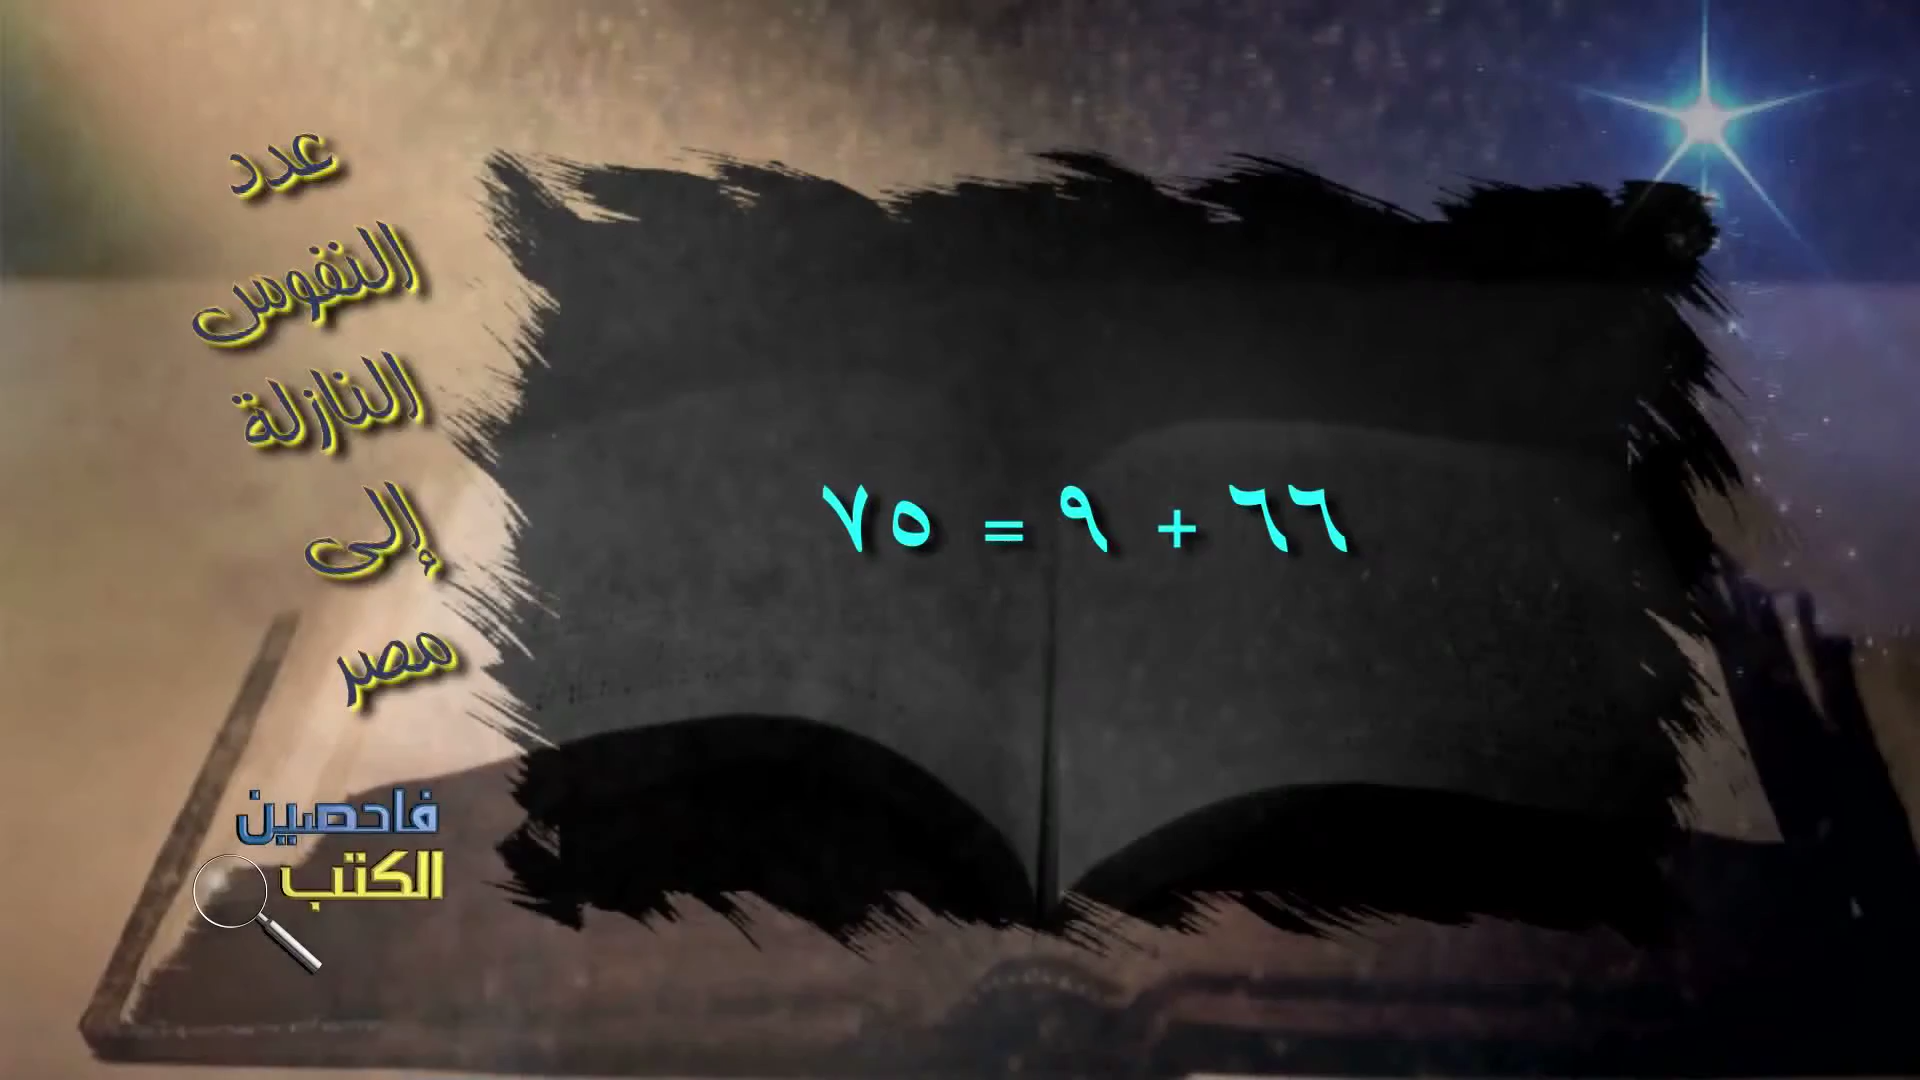 عدد
النفوس
النازلة
إلى
مصر
٦٦ + ٩ = ٧٥
فاحصين
الكتب